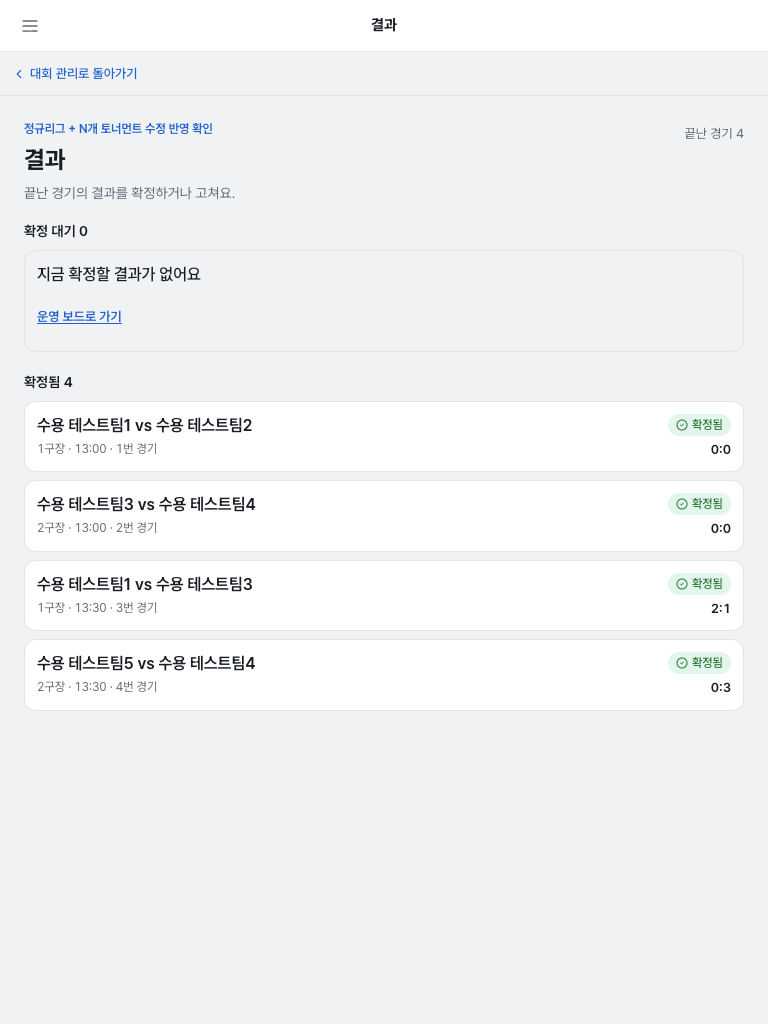 결과
대회 관리로 돌아가기
정규리그 + N개 토너먼트 수정 반영 확인
끝난 경기 4
결과
끝난 경기의 결과를 확정하거나 고쳐요.
확정 대기 0
지금 확정할 결과가 없어요
운영 보드로 가기
확정됨 4
수용 테스트팀1 vs 수용 테스트팀2
확정됨
1구장 · 13:00 · 1번 경기
0:0
수용 테스트팀3 vs 수용 테스트팀4
확정됨
2구장 · 13:00 · 2번 경기
0:0
수용 테스트팀1 vs 수용 테스트팀3
확정됨
1구장 · 13:30 · 3번 경기
2:1
수용 테스트팀5 vs 수용 테스트팀4
확정됨
2구장 · 13:30 · 4번 경기
0:3